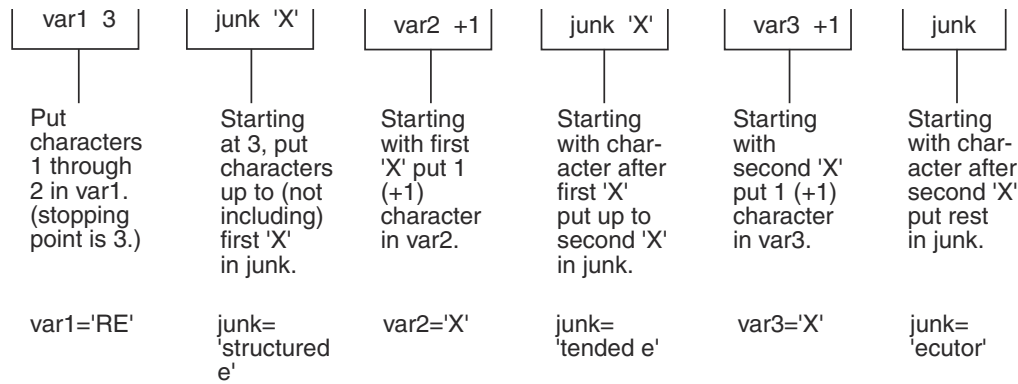 var1 3
junk 'X'
var2 +1
junk 'X'
var3 +1
junk
Put
characters
1 through
2 in var1.
(stopping
point is 3.)
Starting
at 3, put
characters
up to (not
including)
first 'X'
in junk.
Starting
with first
'X' put 1
(+1)
character
in var2.
Starting
with char-
acter after
first 'X'
put up to
second 'X'
in junk.
Starting
with
second 'X'
put 1 (+1)
character
in var3.
Starting
with char-
acter after
second 'X'
put rest
in junk.
var1='RE'
junk=
'structured
e'
var2='X'
junk=
'tended e'
var3='X'
junk=
'ecutor'